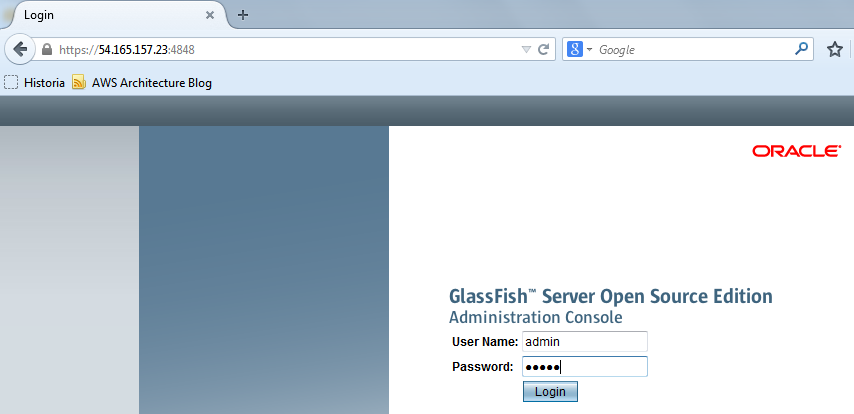 Login
https://54.165.157.23:4848
Google
Historia
AWS Architecture Blog
ORACLE
GlassFish™ Server Open Source Edition
Administration Console
User Name: admin
Password: •••••
Login